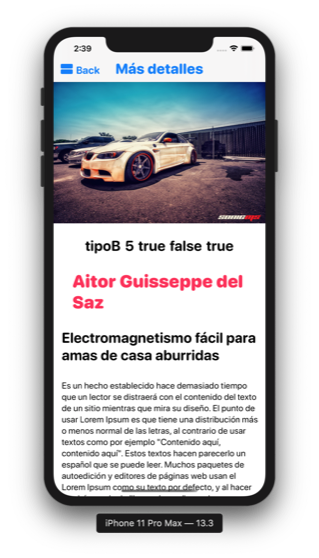 2:39
Back Más detalles
tipoB 5 true false true
Aitor Guisseppe del
Saz
Electromagnetismo fácil para
amas de casa aburridas
Es un hecho establecido hace demasiado tiempo
que un lector se distraerá con el contenido del texto
de un sitio mientras que mira su diseño. El punto de
usar Lorem Ipsum es que tiene una distribución más
o menos normal de las letras, al contrario de usar
textos como por ejemplo "Contenido aquí,
contenido aquí". Estos textos hacen parecerlo un
español que se puede leer. Muchos paquetes de
autoedición y editores de páginas web usan el
Lorem Ipsum como su texto por defecto, y al hacer
iPhone 11 Pro Max — 13.3